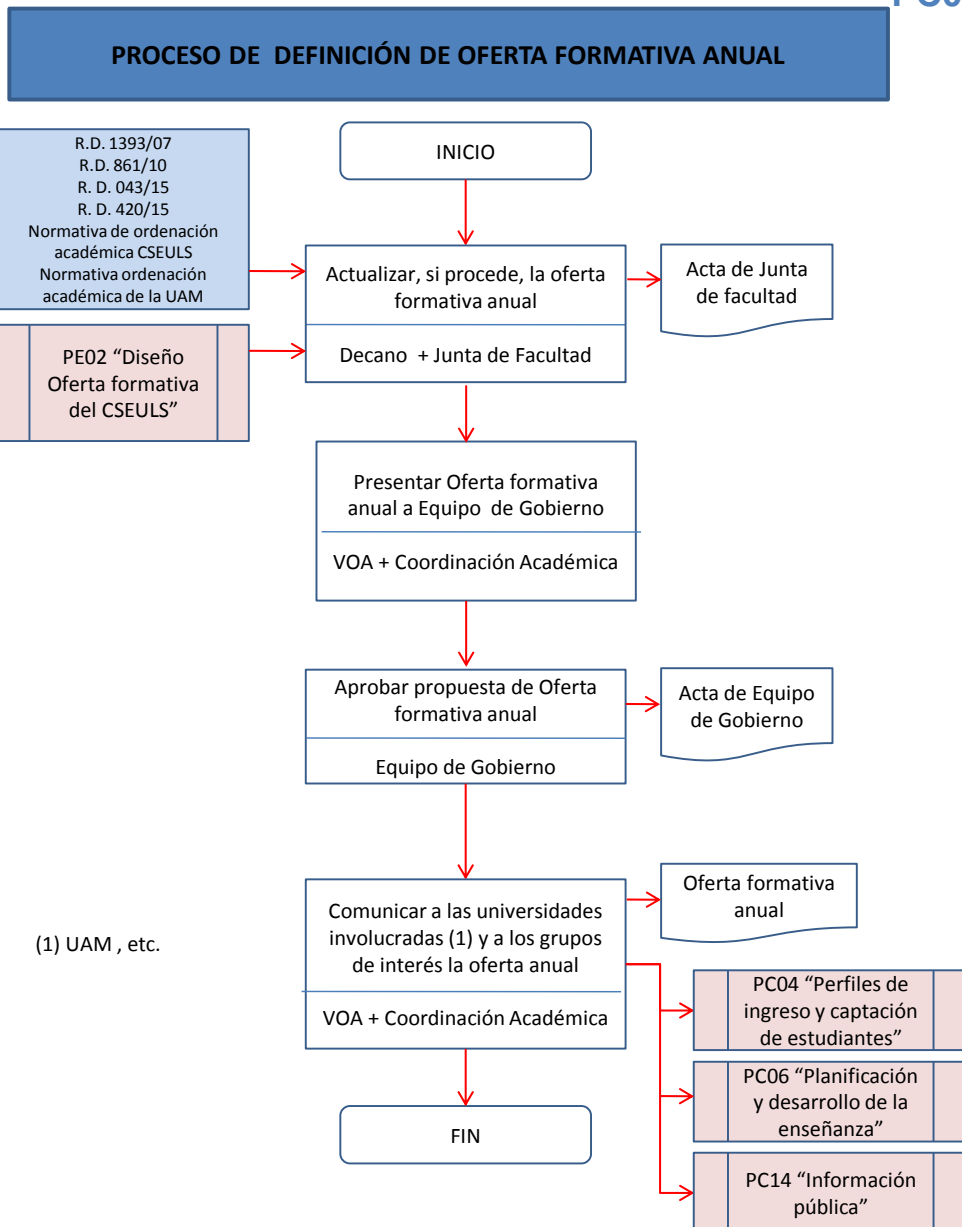 PROCESO DE DEFINICIÓN DE OFERTA FORMATIVA ANUAL
R.D. 1393/07
R.D. 861/10
R. D. 043/15
R. D. 420/15
Normativa de ordenación
académica CSEULS
Normativa ordenación
académica de la UAM
INICIO
Actualizar, si procede, la oferta
formativa anual
Decano + Junta de Facultad
Acta de Junta
de facultad
PE02 “Diseño
Oferta formativa
del CSEULS”
Presentar Oferta formativa
anual a Equipo de Gobierno
VOA + Coordinación Académica
Aprobar propuesta de Oferta
formativa anual
Equipo de Gobierno
Acta de Equipo
de Gobierno
Comunicar a las universidades
involucradas (1) y a los grupos
de interés la oferta anual
VOA + Coordinación Académica
Oferta formativa
anual
(1) UAM , etc.
PC04 “Perfiles de
ingreso y captación
de estudiantes”
PC06 “Planificación
y desarrollo de la
enseñanza”
PC14 “Información
pública”
FIN